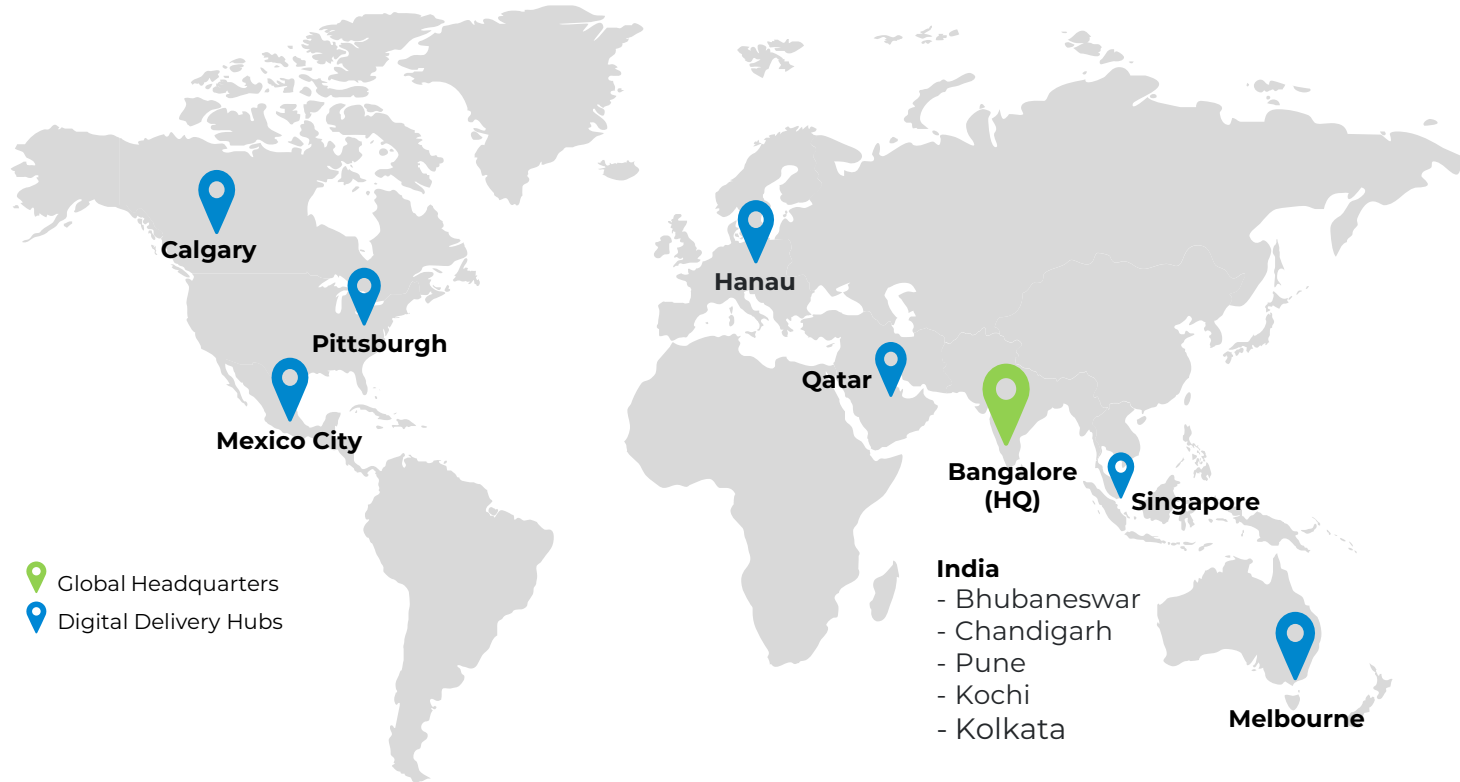 Calgary
Hanau
Pittsburgh
Qatar
Mexico City
Bangalore
(HQ)
Singapore
Global Headquarters
Digital Delivery Hubs
India
- Bhubaneswar
- Chandigarh
- Pune
- Kochi
- Kolkata
Melbourne